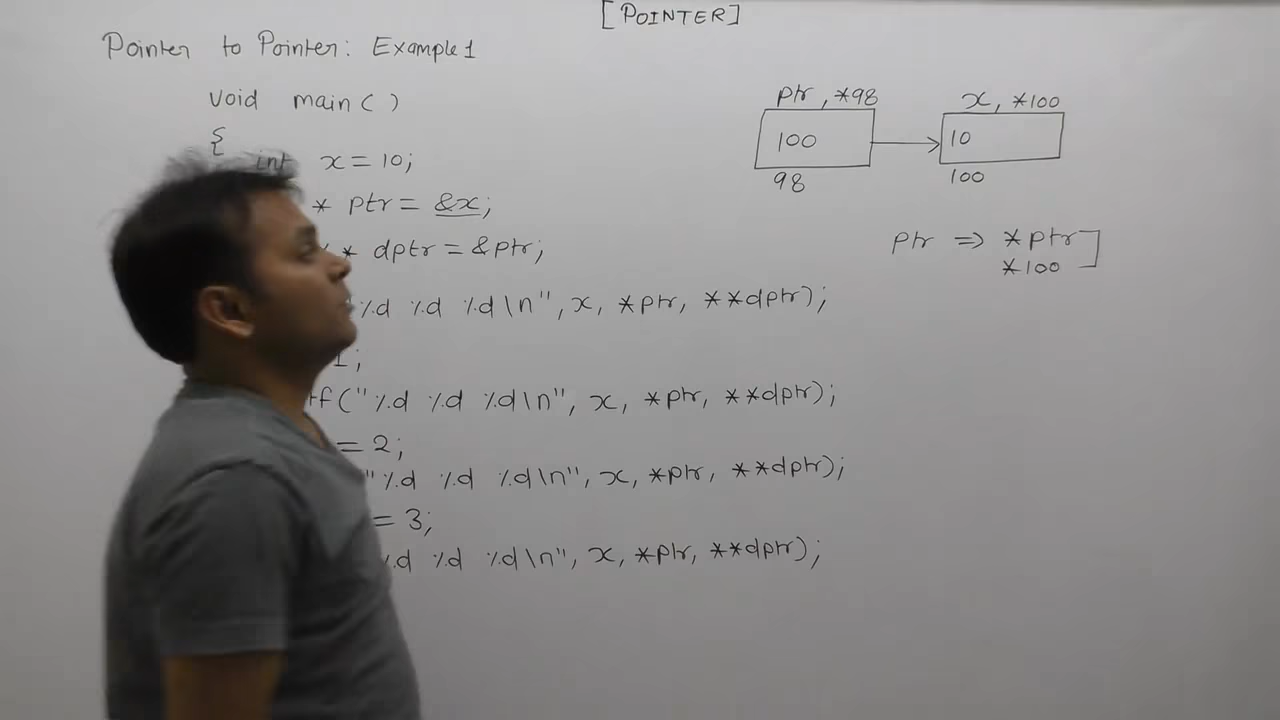 [POINTER]
Pointer to Pointer: Example 1
void main( )
{
int x = 10;
* ptr = &x;
* dptr = &ptr;
%d %d %d\n", x, *ptr, **dptr);
1;
f("%d %d %d\n", x, *ptr, **dptr);
= 2;
"%d %d %d\n", x, *ptr, **dptr);
= 3;
%d %d %d\n", x, *ptr, **dptr);
ptr, *98
100
98
x, *100
10
100
ptr => *ptr]
*100